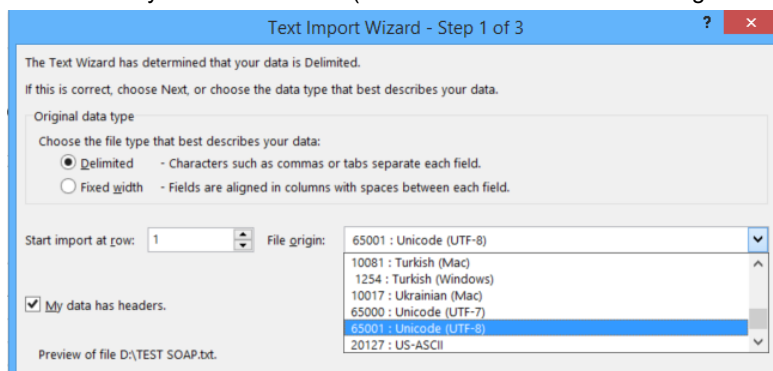 Text Import Wizard - Step 1 of 3 ? ×
The Text Wizard has determined that your data is Delimited.
If this is correct, choose Next, or choose the data type that best describes your data.
Original data type
Choose the file type that best describes your data:
Delimited - Characters such as commas or tabs separate each field.
Fixed width - Fields are aligned in columns with spaces between each field.
Start import at row: 1 File origin: 65001 : Unicode (UTF-8)
10081 : Turkish (Mac)
1254 : Turkish (Windows)
10017 : Ukrainian (Mac)
65000 : Unicode (UTF-7)
65001 : Unicode (UTF-8)
20127 : US-ASCII
My data has headers.
Preview of file D:\TEST SOAP.txt.